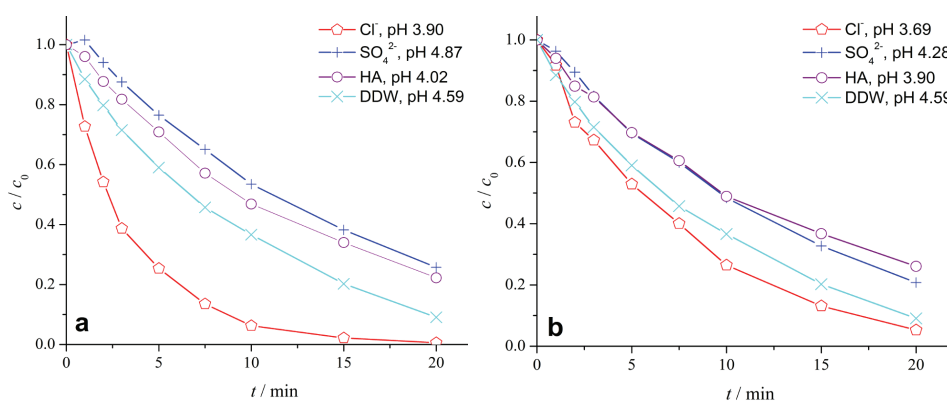 Cl⁻, pH 3.90
SO₄²⁻, pH 4.87
HA, pH 4.02
DDW, pH 4.59
1.0
0.8
0.6
0.4
0.2
0.0
c / c₀
a
0 5 10 15 20
t / min
Cl⁻, pH 3.69
SO₄²⁻, pH 4.28
HA, pH 3.90
DDW, pH 4.59
1.0
0.8
0.6
0.4
0.2
0.0
c / c₀
b
0 5 10 15 20
t / min